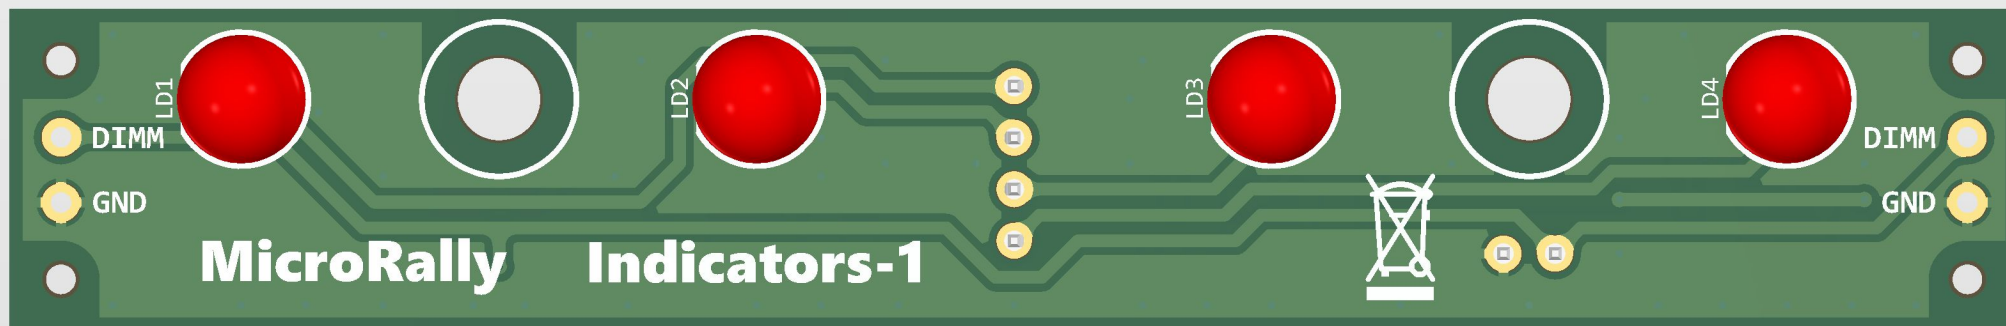 LD1
LD2
LD3
LD4
DIMM
DIMM
GND
GND
MicroRally Indicators-1